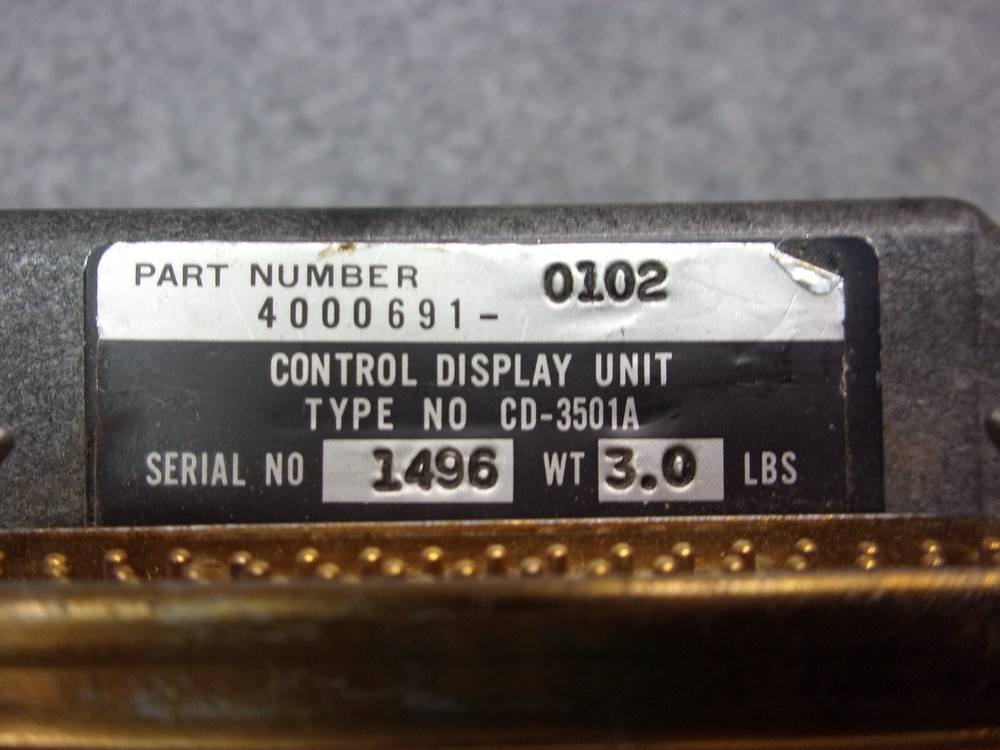 PART NUMBER 0102
4000691-
CONTROL DISPLAY UNIT
TYPE NO CD-3501A
SERIAL NO 1496 WT 3.0 LBS